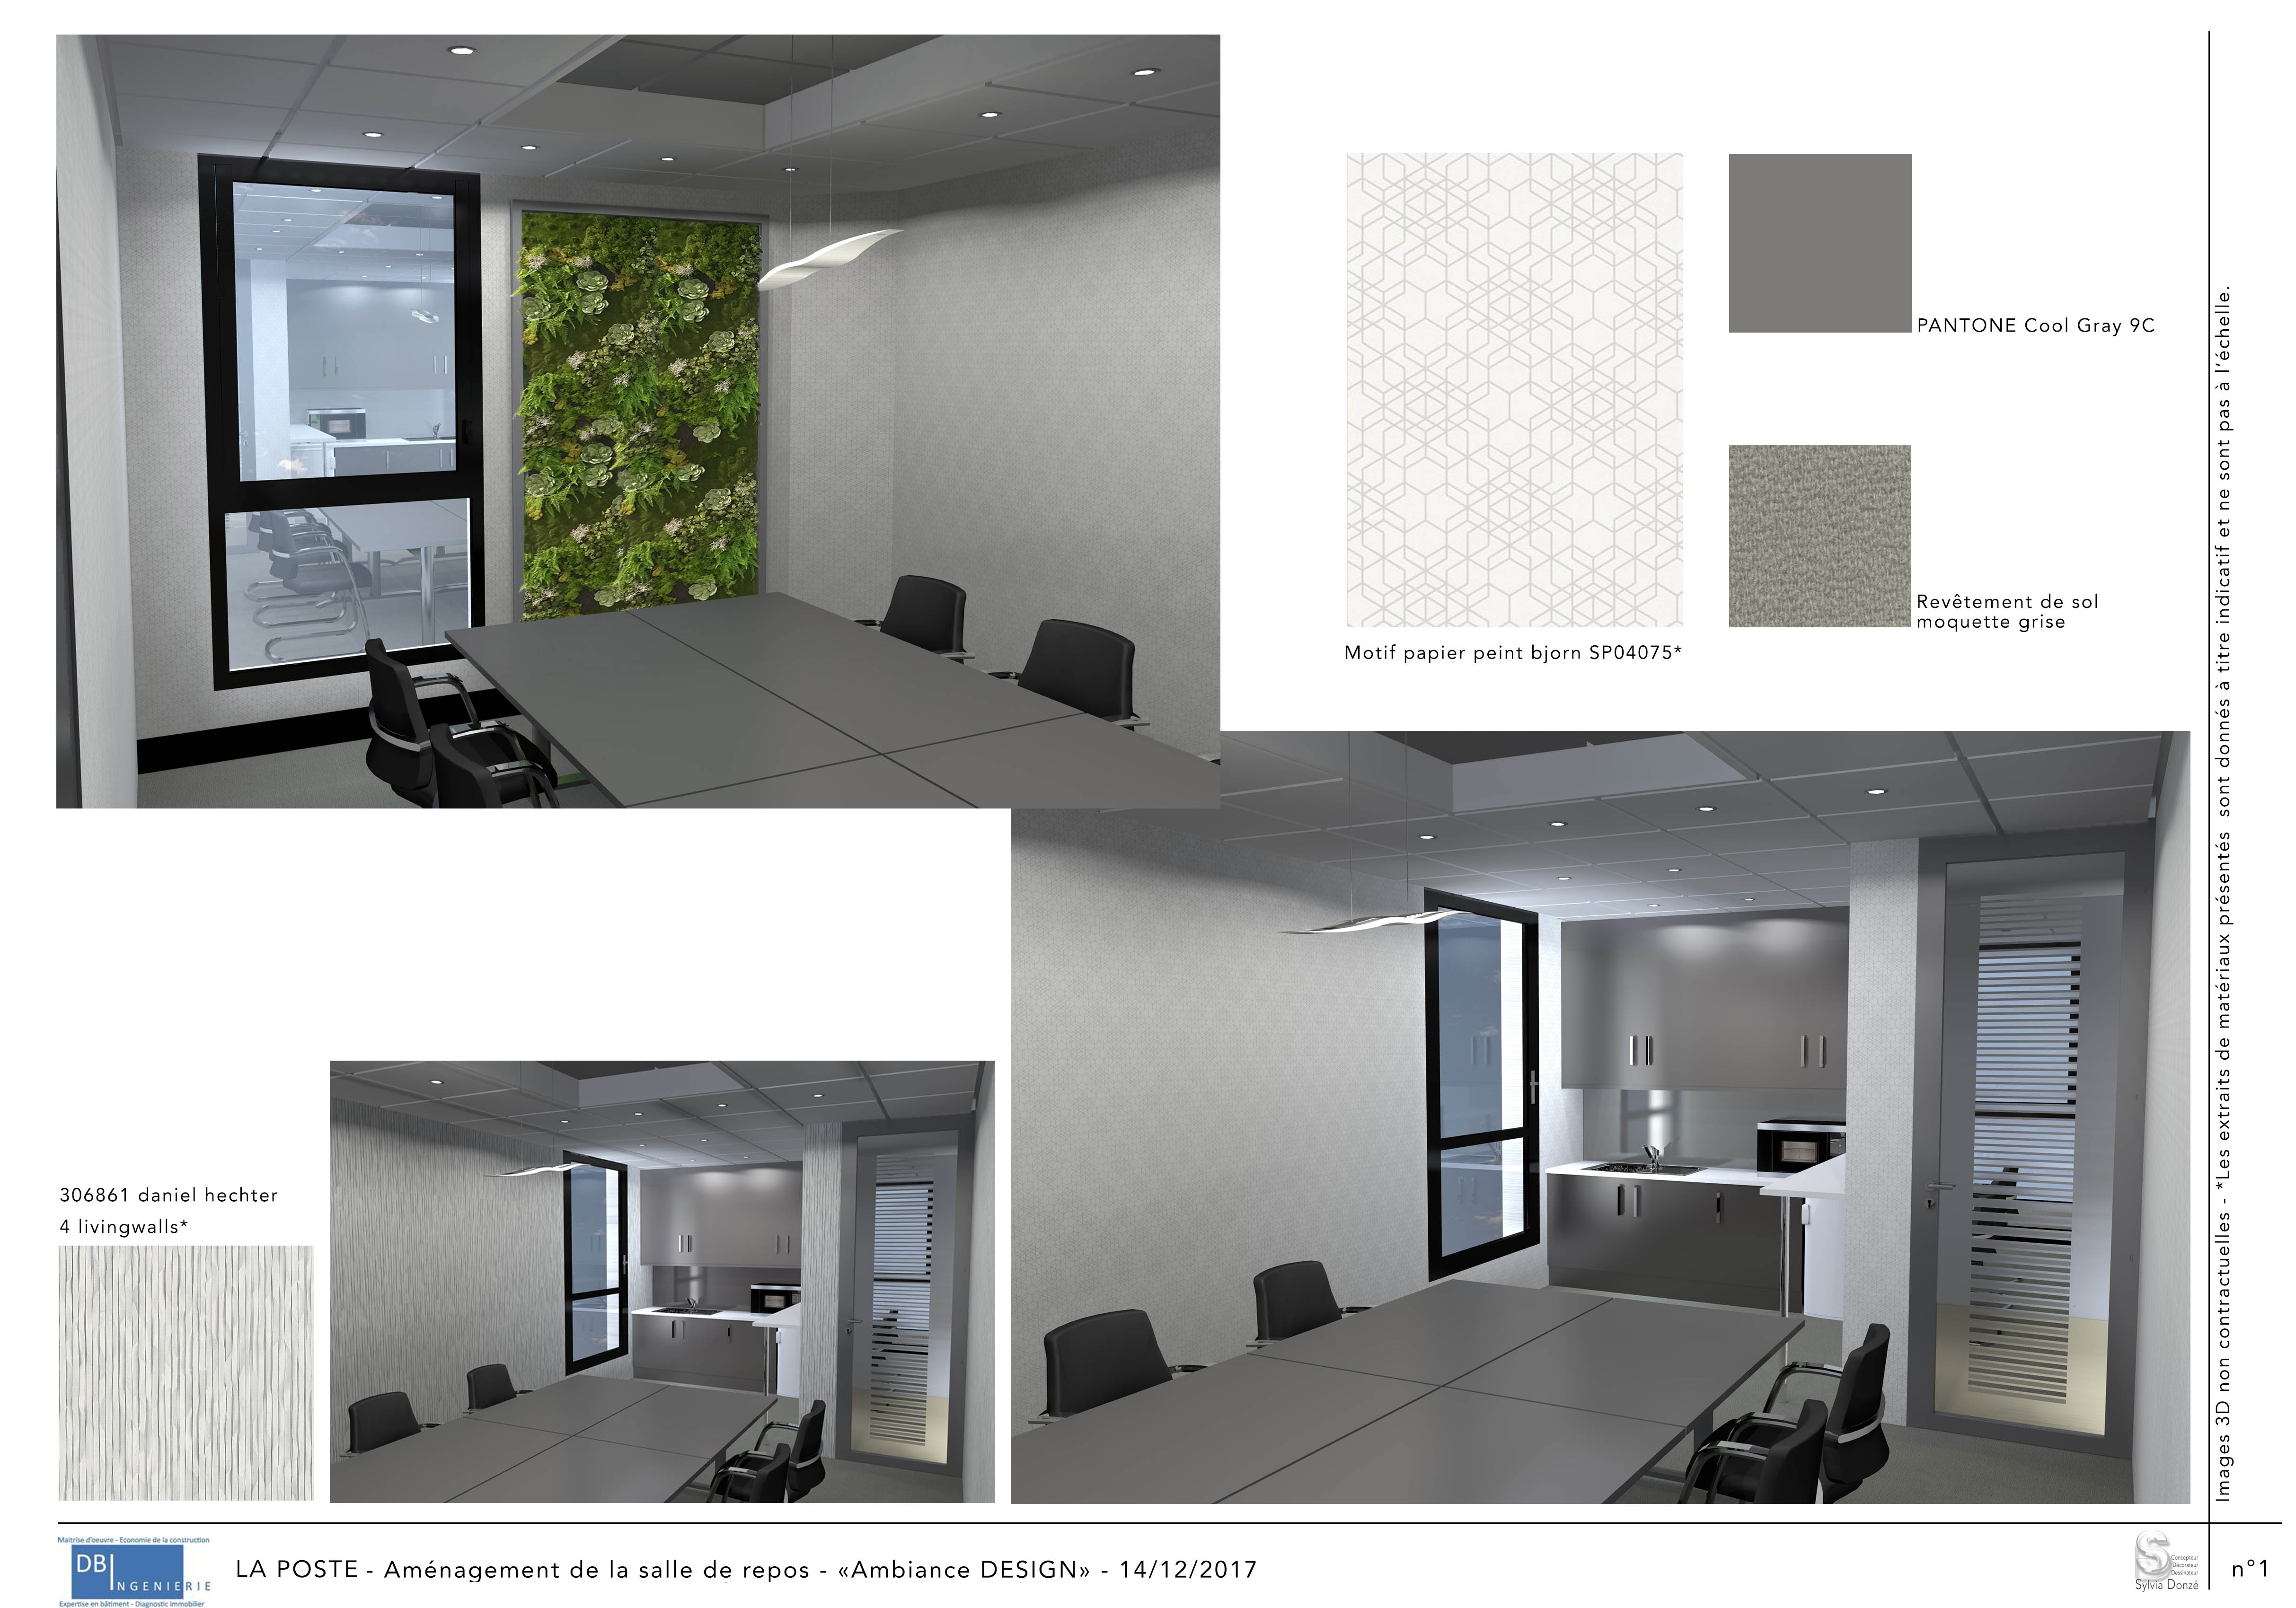 PANTONE Cool Gray 9C
Revêtement de sol
moquette grise
Motif papier peint bjorn SP04075*
306861 daniel hechter
4 livingwalls*
Images 3D non contractuelles - *Les extraits de matériaux présentés sont donnés à titre indicatif et ne sont pas à l'échelle.
Maitrise d'oeuvre - Economie de la construction
DBI
NGENIERIE
Expertise en bâtiment - Diagnostic immobilier
LA POSTE - Aménagement de la salle de repos - «Ambiance DESIGN» - 14/12/2017
S
Concepteur
Décorateur
Dessinateur
Sylvia Donzé
n°1